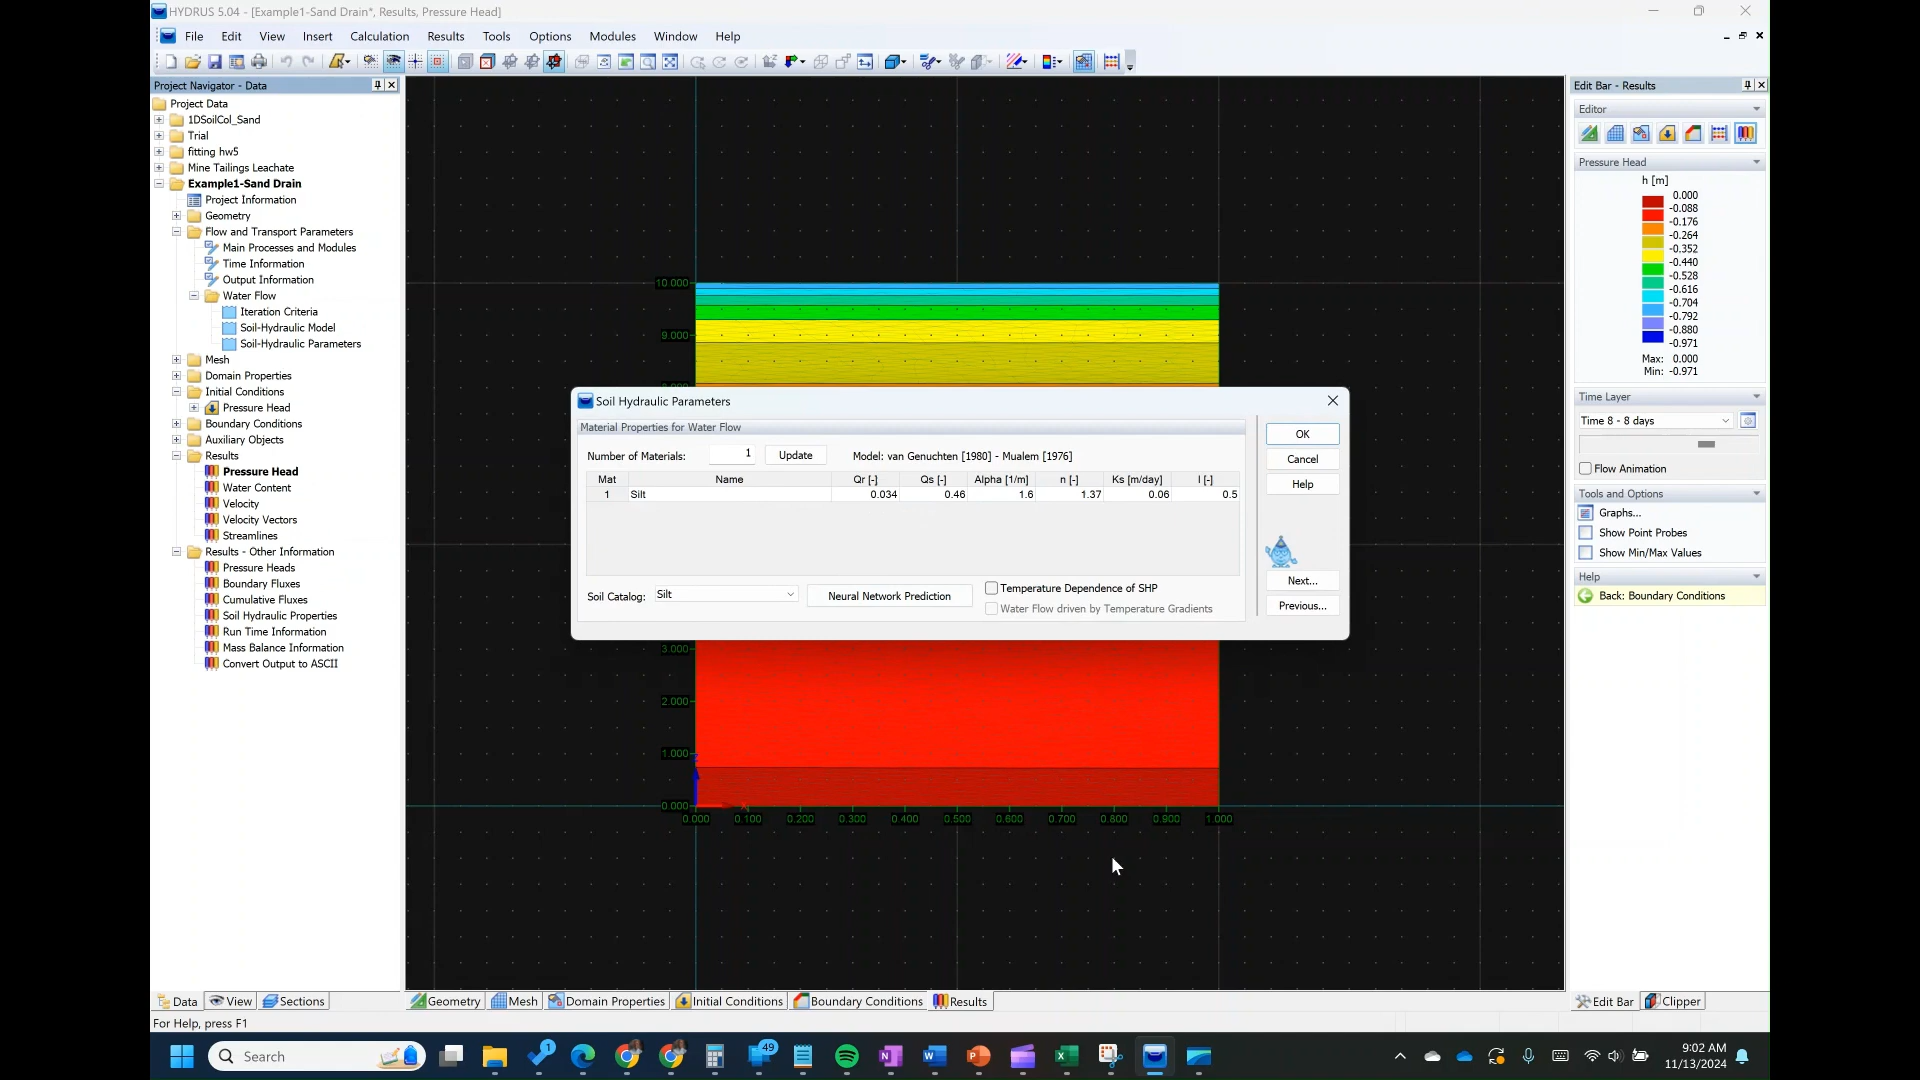 HYDRUS 5.04 - [Example1-Sand Drain*, Results, Pressure Head]
File Edit View Insert Calculation Results Tools Options Modules Window Help
Project Navigator - Data
Project Data
1DSoilCol_Sand
Trial
fitting hw5
Mine Tailings Leachate
Example1-Sand Drain
Project Information
Geometry
Flow and Transport Parameters
Main Processes and Modules
Time Information
Output Information
Water Flow
Iteration Criteria
Soil-Hydraulic Model
Soil-Hydraulic Parameters
Mesh
Domain Properties
Initial Conditions
Pressure Head
Boundary Conditions
Auxiliary Objects
Results
Pressure Head
Water Content
Velocity
Velocity Vectors
Streamlines
Results - Other Information
Pressure Heads
Boundary Fluxes
Cumulative Fluxes
Soil Hydraulic Properties
Run Time Information
Mass Balance Information
Convert Output to ASCII
10.000
9.000
Soil Hydraulic Parameters
Material Properties for Water Flow
Number of Materials: 1 Update Model: van Genuchten [1980] - Mualem [1976]
Mat Name Qr [-] Qs [-] Alpha [1/m] n [-] Ks [m/day] l [-]
1 Silt 0.034 0.46 1.6 1.37 0.06 0.5
Soil Catalog: Silt Neural Network Prediction
Temperature Dependence of SHP
Water Flow driven by Temperature Gradients
OK
Cancel
Help
Next...
Previous...
3.000
2.000
1.000
0.000
0.000 0.100 0.200 0.300 0.400 0.500 0.600 0.700 0.800 0.900 1.000
Edit Bar - Results
Editor
Pressure Head
h [m]
0.000
-0.088
-0.176
-0.264
-0.352
-0.440
-0.528
-0.616
-0.704
-0.792
-0.880
-0.971
Max: 0.000
Min: -0.971
Time Layer
Time 8 - 8 days
Flow Animation
Tools and Options
Graphs...
Show Point Probes
Show Min/Max Values
Help
Back: Boundary Conditions
Data View Sections
Geometry Mesh Domain Properties Initial Conditions Boundary Conditions Results
Edit Bar Clipper
For Help, press F1
Search
1
49
9:02 AM
11/13/2024